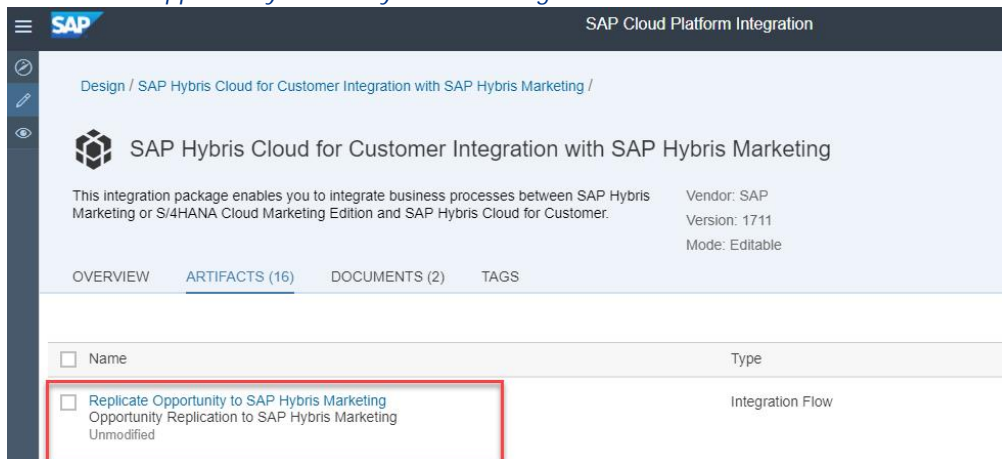 SAP
SAP Cloud Platform Integration
Design / SAP Hybris Cloud for Customer Integration with SAP Hybris Marketing /
SAP Hybris Cloud for Customer Integration with SAP Hybris Marketing
This integration package enables you to integrate business processes between SAP Hybris
Marketing or S/4HANA Cloud Marketing Edition and SAP Hybris Cloud for Customer.
Vendor: SAP
Version: 1711
Mode: Editable
OVERVIEW ARTIFACTS (16) DOCUMENTS (2) TAGS
Name Type
Replicate Opportunity to SAP Hybris Marketing Integration Flow
Opportunity Replication to SAP Hybris Marketing
Unmodified